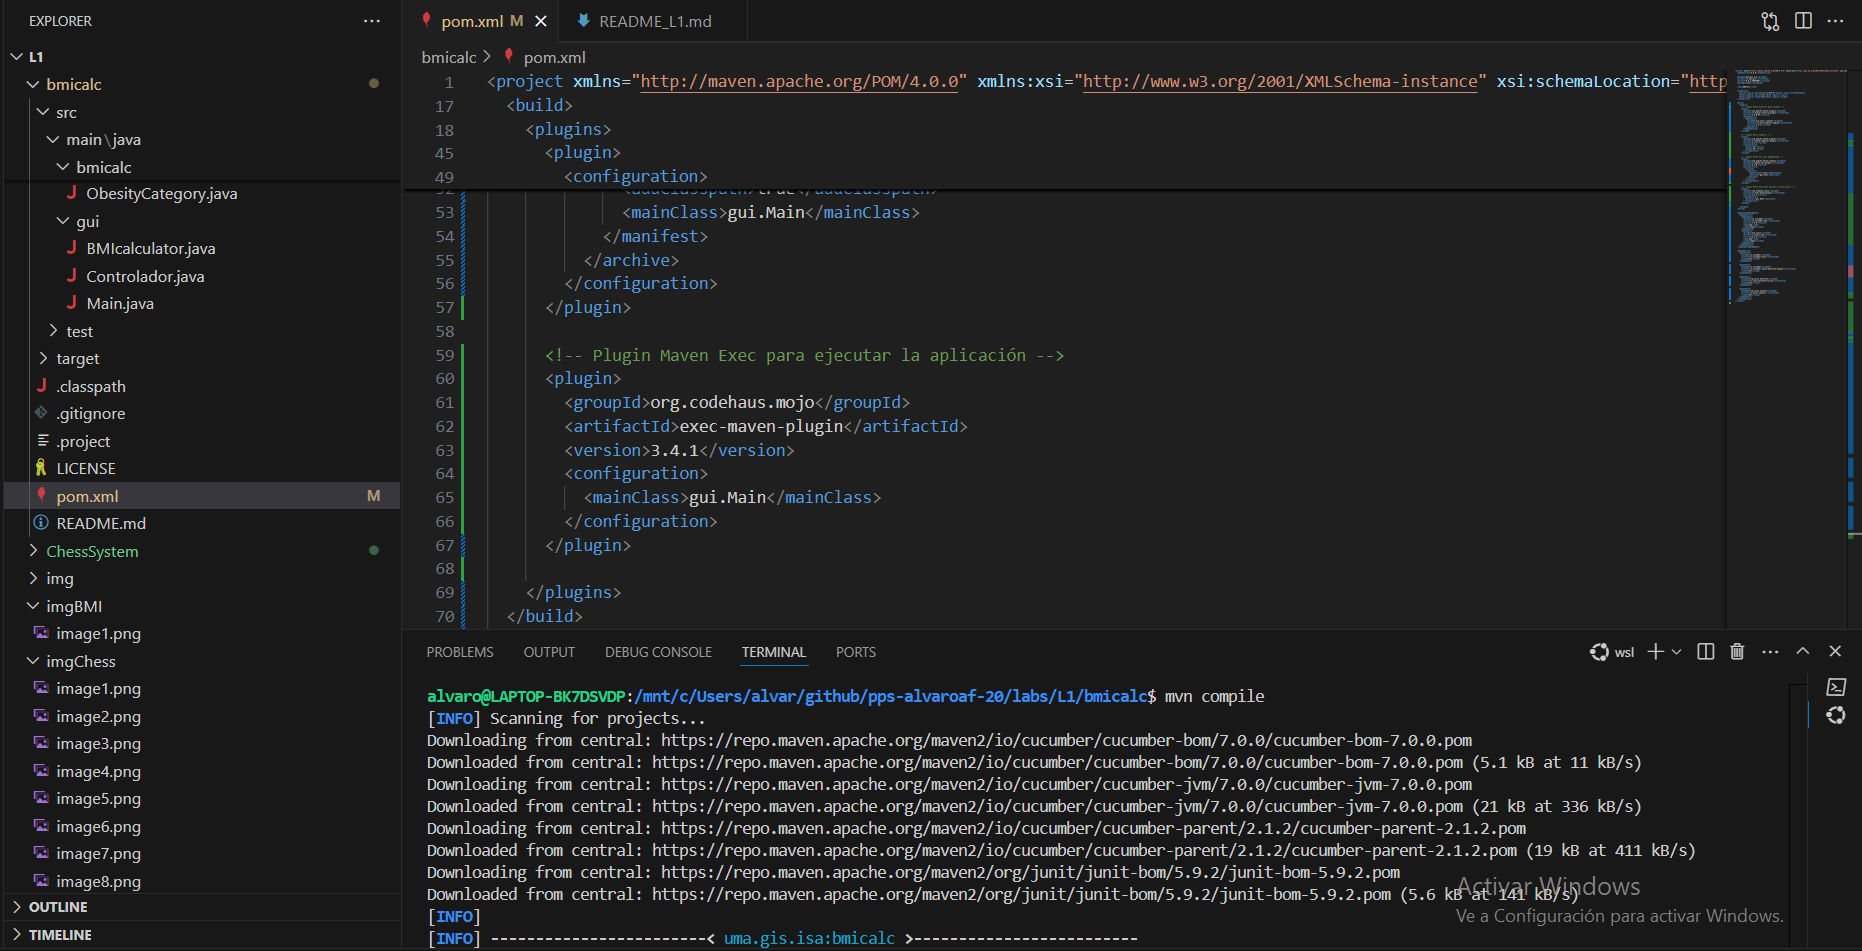 EXPLORER
L1
bmicalc
src
main\java
bmicalc
ObesityCategory.java
gui
BMIcalculator.java
Controlador.java
Main.java
test
target
.classpath
.gitignore
.project
LICENSE
pom.xml M
README.md
ChessSystem
img
imgBMI
image1.png
imgChess
image1.png
image2.png
image3.png
image4.png
image5.png
image6.png
image7.png
image8.png
OUTLINE
TIMELINE
pom.xml M
README_L1.md
bmicalc > pom.xml
1 <project xmlns="http://maven.apache.org/POM/4.0.0" xmlns:xsi="http://www.w3.org/2001/XMLSchema-instance" xsi:schemaLocation="http
17 <build>
18 <plugins>
45 <plugin>
49 <configuration>
52 <addClasspath>true</addClasspath>
53 <mainClass>gui.Main</mainClass>
54 </manifest>
55 </archive>
56 </configuration>
57 </plugin>
58
59 <!-- Plugin Maven Exec para ejecutar la aplicación -->
60 <plugin>
61 <groupId>org.codehaus.mojo</groupId>
62 <artifactId>exec-maven-plugin</artifactId>
63 <version>3.4.1</version>
64 <configuration>
65 <mainClass>gui.Main</mainClass>
66 </configuration>
67 </plugin>
68
69 </plugins>
70 </build>
PROBLEMS OUTPUT DEBUG CONSOLE TERMINAL PORTS
wsl
alvaro@LAPTOP-BK7DSVDP:/mnt/c/Users/alvar/github/pps-alvaroaf-20/labs/L1/bmicalc$ mvn compile
[INFO] Scanning for projects...
Downloading from central: https://repo.maven.apache.org/maven2/io/cucumber/cucumber-bom/7.0.0/cucumber-bom-7.0.0.pom
Downloaded from central: https://repo.maven.apache.org/maven2/io/cucumber/cucumber-bom/7.0.0/cucumber-bom-7.0.0.pom (5.1 kB at 11 kB/s)
Downloading from central: https://repo.maven.apache.org/maven2/io/cucumber/cucumber-jvm/7.0.0/cucumber-jvm-7.0.0.pom
Downloaded from central: https://repo.maven.apache.org/maven2/io/cucumber/cucumber-jvm/7.0.0/cucumber-jvm-7.0.0.pom (21 kB at 336 kB/s)
Downloading from central: https://repo.maven.apache.org/maven2/io/cucumber/cucumber-parent/2.1.2/cucumber-parent-2.1.2.pom
Downloaded from central: https://repo.maven.apache.org/maven2/io/cucumber/cucumber-parent/2.1.2/cucumber-parent-2.1.2.pom (19 kB at 411 kB/s)
Downloading from central: https://repo.maven.apache.org/maven2/org/junit/junit-bom/5.9.2/junit-bom-5.9.2.pom
Downloaded from central: https://repo.maven.apache.org/maven2/org/junit/junit-bom/5.9.2/junit-bom-5.9.2.pom (5.6 kB at 141 kB/s)
[INFO]
[INFO] ------------------------< uma.gis.isa:bmicalc >-------------------------
Activar Windows
Ve a Configuración para activar Windows.